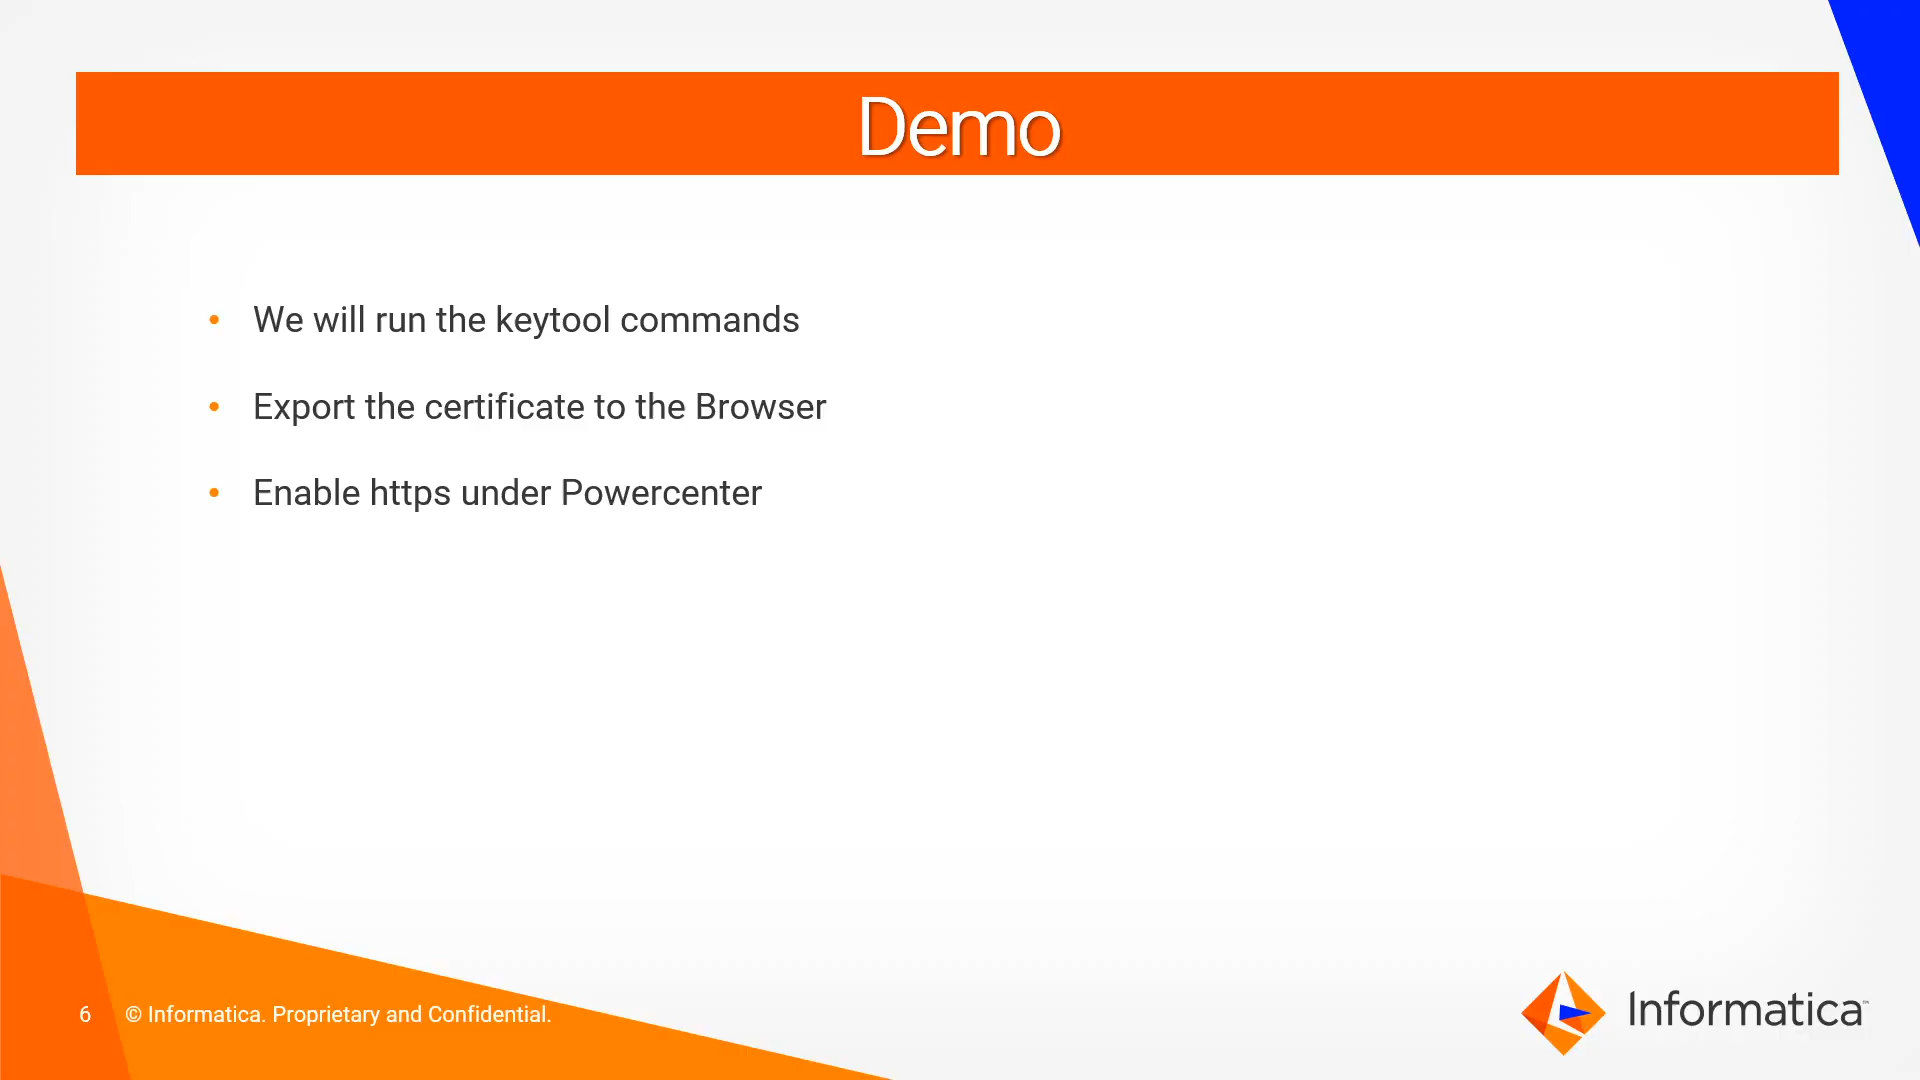 Demo
• We will run the keytool commands
• Export the certificate to the Browser
• Enable https under Powercenter
6 © Informatica. Proprietary and Confidential.
Informatica™